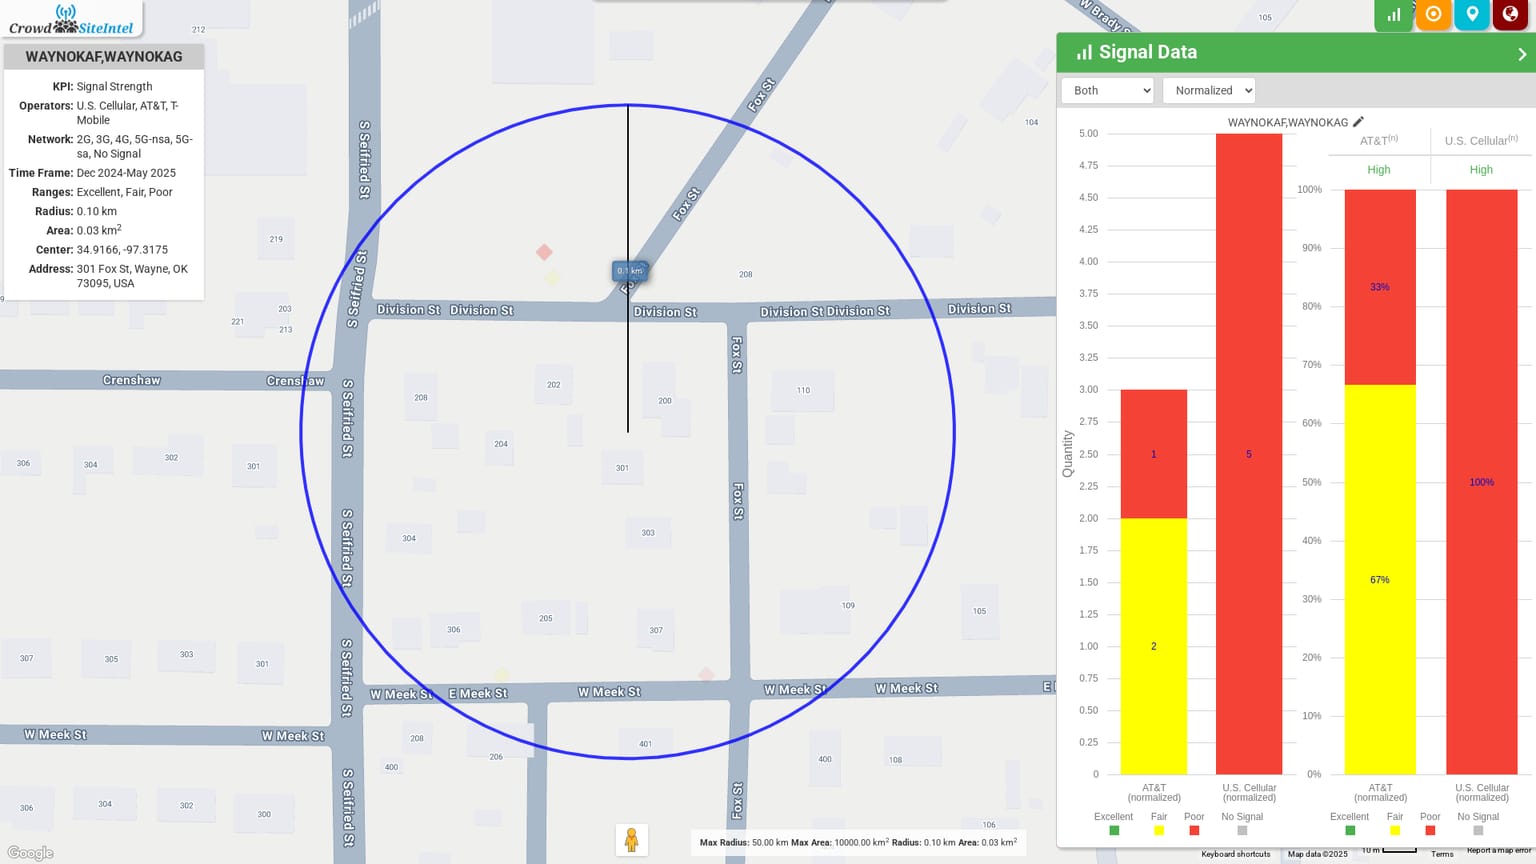 Crowd SiteIntel
WAYNOKAF,WAYNOKAG
KPI: Signal Strength
Operators: U.S. Cellular, AT&T, T-
Mobile
Network: 2G, 3G, 4G, 5G-nsa, 5G-
sa, No Signal
Time Frame: Dec 2024-May 2025
Ranges: Excellent, Fair, Poor
Radius: 0.10 km
Area: 0.03 km²
Center: 34.9166, -97.3175
Address: 301 Fox St, Wayne, OK
73095, USA
212
W Brady S
105
104
Fox St
S Seifried St
Fox St
219
S Seifried St
0.1 km
208
9
203
221
213
Division St Division St Division St Division St Division St Division St
Fox St
Crenshaw Crenshaw
S Seifried St
208
202
200
110
204
306
304
302
301
301
Fox St
S Seifried St
304
303
109
105
306
205
307
307
305
303
301
S Seifried St
W Meek St E Meek St W Meek St W Meek St W Meek St E
W Meek St W Meek St
208
206
401
400
400
108
S Seifried St
Fox St
306
304
302
300
106
Google
Max Radius: 50.00 km Max Area: 10000.00 km² Radius: 0.10 km Area: 0.03 km²
Keyboard shortcuts Map data ©2025 10 m Terms Report a map error
Signal Data
Both Normalized
WAYNOKAF,WAYNOKAG
Quantity
5.00
4.75
4.50
4.25
4.00
3.75
3.50
3.25
3.00
2.75
2.50
2.25
2.00
1.75
1.50
1.25
1.00
0.75
0.50
0.25
0
1
2
5
AT&T
(normalized)
U.S. Cellular
(normalized)
Excellent Fair Poor No Signal
AT&T(n) U.S. Cellular(n)
High High
100%
90%
80%
70%
60%
50%
40%
30%
20%
10%
0%
33%
67%
100%
AT&T
(normalized)
U.S. Cellular
(normalized)
Excellent Fair Poor No Signal